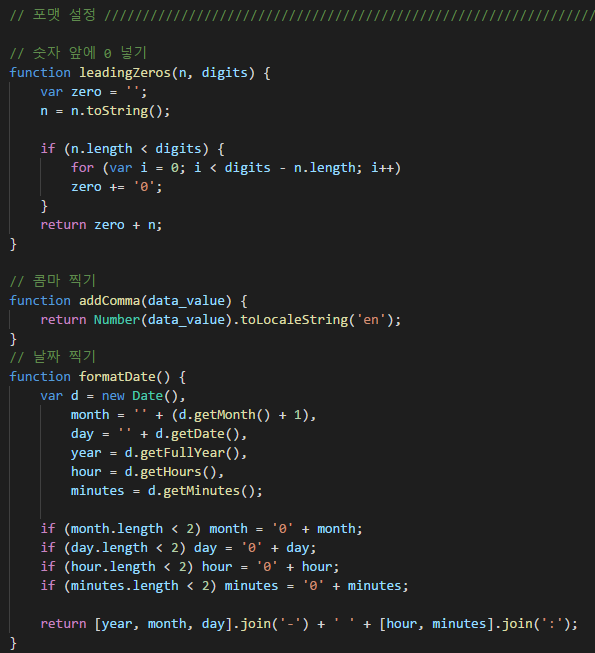 // 포맷 설정 ////////////////////////////////////////////////////////////////
// 숫자 앞에 0 넣기
function leadingZeros(n, digits) {
    var zero = '';
    n = n.toString();
    if (n.length < digits) {
        for (var i = 0; i < digits - n.length; i++)
        zero += '0';
    }
    return zero + n;
}
// 콤마 찍기
function addComma(data_value) {
    return Number(data_value).toLocaleString('en');
}
// 날짜 찍기
function formatDate() {
    var d = new Date(),
        month = '' + (d.getMonth() + 1),
        day = '' + d.getDate(),
        year = d.getFullYear(),
        hour = d.getHours(),
        minutes = d.getMinutes();
    if (month.length < 2) month = '0' + month;
    if (day.length < 2) day = '0' + day;
    if (hour.length < 2) hour = '0' + hour;
    if (minutes.length < 2) minutes = '0' + minutes;
    return [year, month, day].join('-') + ' ' + [hour, minutes].join(':');
}